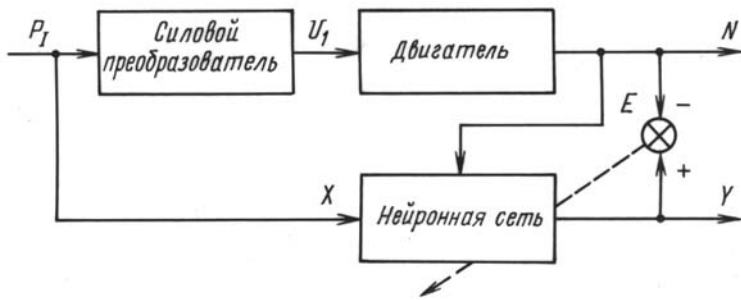 P_I
Силовой
преобразователь
U_1
Двигатель
N
E
−
+
X
Нейронная сеть
Y